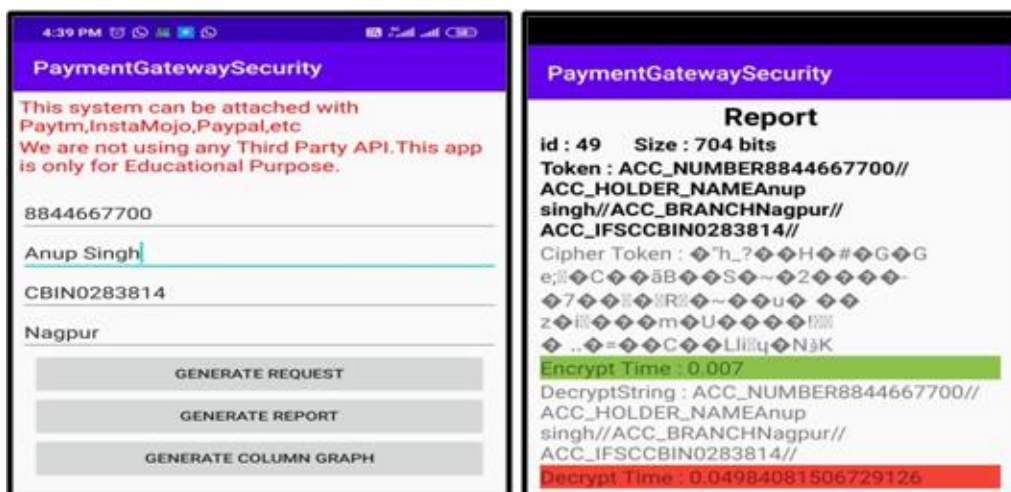 4:39 PM
PaymentGatewaySecurity
This system can be attached with
Paytm,InstaMojo,Paypal,etc
We are not using any Third Party API.This app
is only for Educational Purpose.
8844667700
Anup Singh
CBIN0283814
Nagpur
GENERATE REQUEST
GENERATE REPORT
GENERATE COLUMN GRAPH
PaymentGatewaySecurity
Report
id : 49 Size : 704 bits
Token : ACC_NUMBER8844667700//
ACC_HOLDER_NAMEAnup
singh//ACC_BRANCHNagpur//
ACC_IFSCCBIN0283814//
Cipher Token :
Encrypt Time : 0.007
DecryptString : ACC_NUMBER8844667700//
ACC_HOLDER_NAMEAnup
singh//ACC_BRANCHNagpur//
ACC_IFSCCBIN0283814//
Decrypt Time : 0.04984081506729126